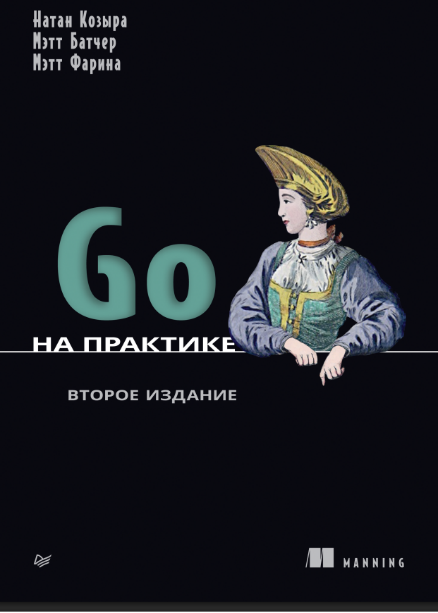 Натан Козыра
Мэтт Батчер
Мэтт Фарина
Go
НА ПРАКТИКЕ
ВТОРОЕ ИЗДАНИЕ
MANNING